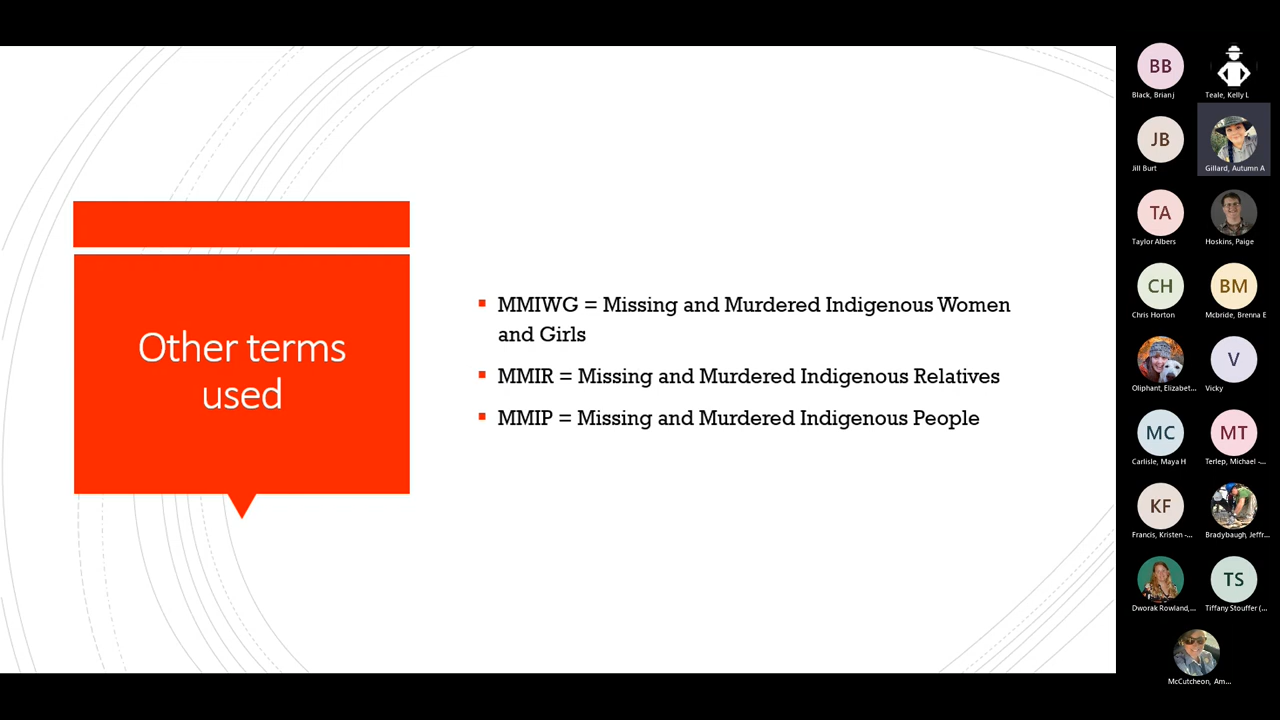 Other terms
used
MMIWG = Missing and Murdered Indigenous Women
and Girls
MMIR = Missing and Murdered Indigenous Relatives
MMIP = Missing and Murdered Indigenous People
BB
Black, Brian J
Teale, Kelly L
JB
Jill Burt
Gillard, Autumn A
TA
Taylor Albers
Hoskins, Paige
CH
Chris Horton
BM
Mcbride, Brenna E
Oliphant, Elizabet...
V
Vicky
MC
Carlisle, Maya H
MT
Terlep, Michael -...
KF
Francis, Kristen -...
Bradybaugh, Jeffr...
Dworak Rowland,...
TS
Tiffany Stouffer (...
McCutcheon, Am...